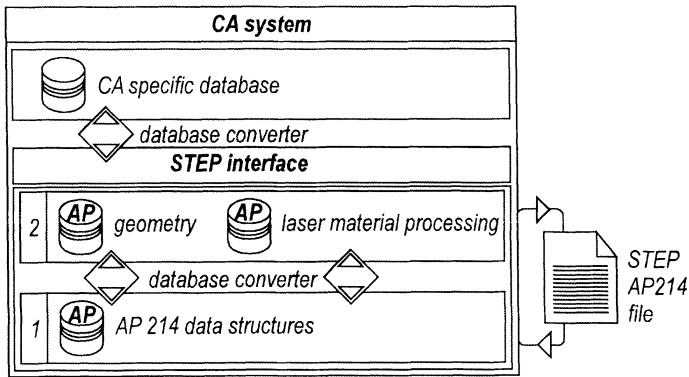 CA system
CA specific database
database converter
STEP interface
2
AP
geometry
AP
laser material processing
database converter
1
AP
AP 214 data structures
STEP
AP214
file